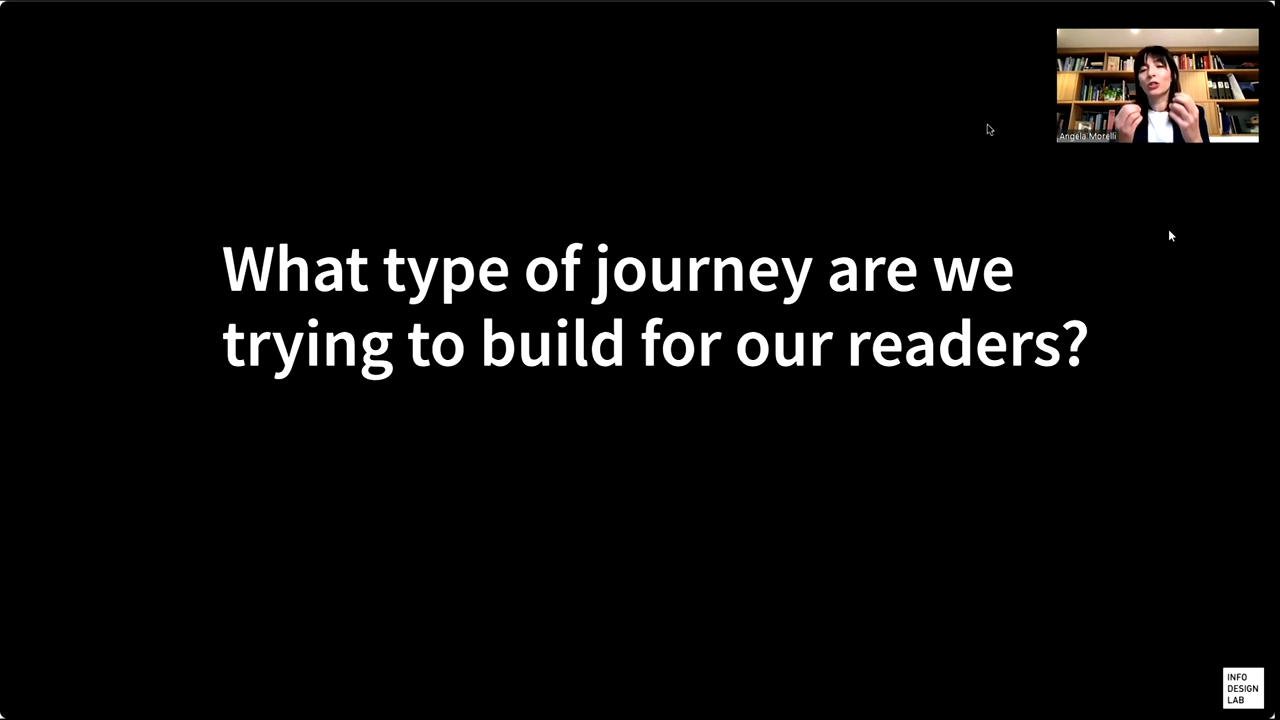 Angela Morelli
What type of journey are we
trying to build for our readers?
INFO
DESIGN
LAB